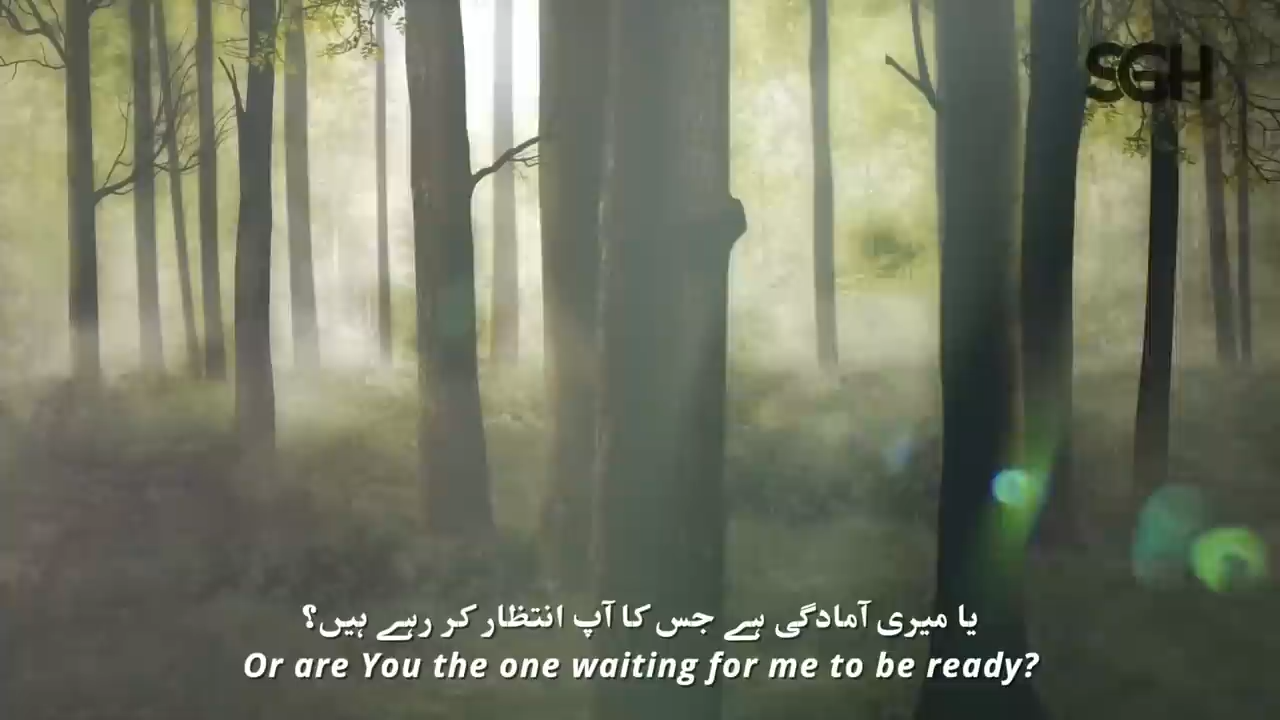 SGH
یا میری آمادگی ہے جس کا آپ انتظار کر رہے ہیں؟
Or are You the one waiting for me to be ready?